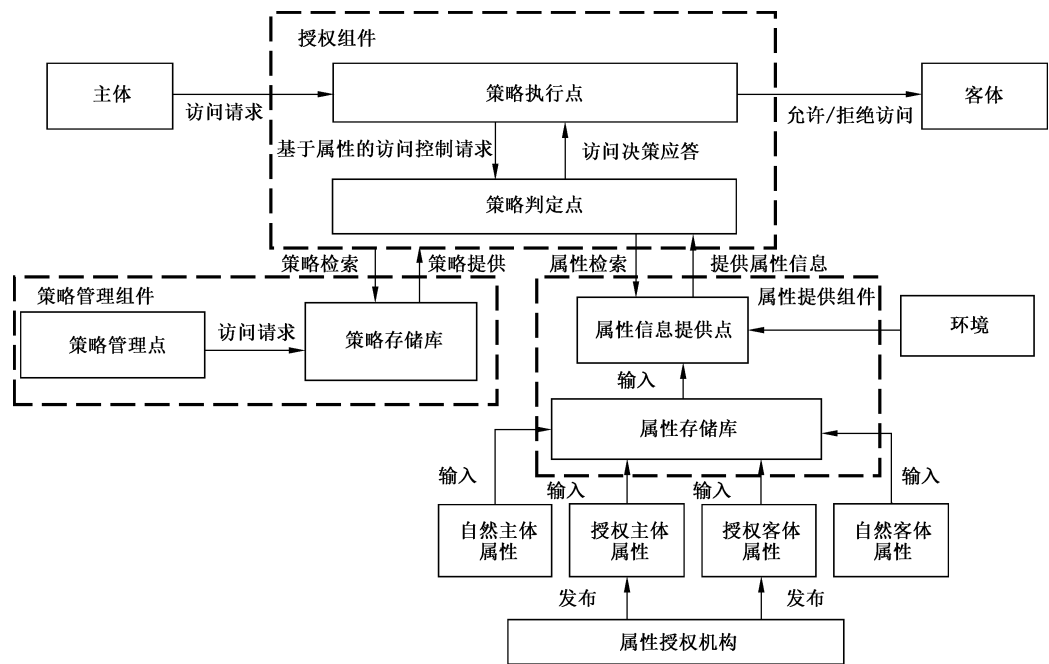 授权组件
主体
访问请求
策略执行点
允许/拒绝访问
客体
基于属性的访问控制请求
访问决策应答
策略判定点
策略检索
策略提供
属性检索
提供属性信息
策略管理组件
策略管理点
访问请求
策略存储库
属性提供组件
属性信息提供点
环境
输入
属性存储库
输入
输入
输入
输入
自然主体
属性
授权主体
属性
授权客体
属性
自然客体
属性
发布
发布
属性授权机构